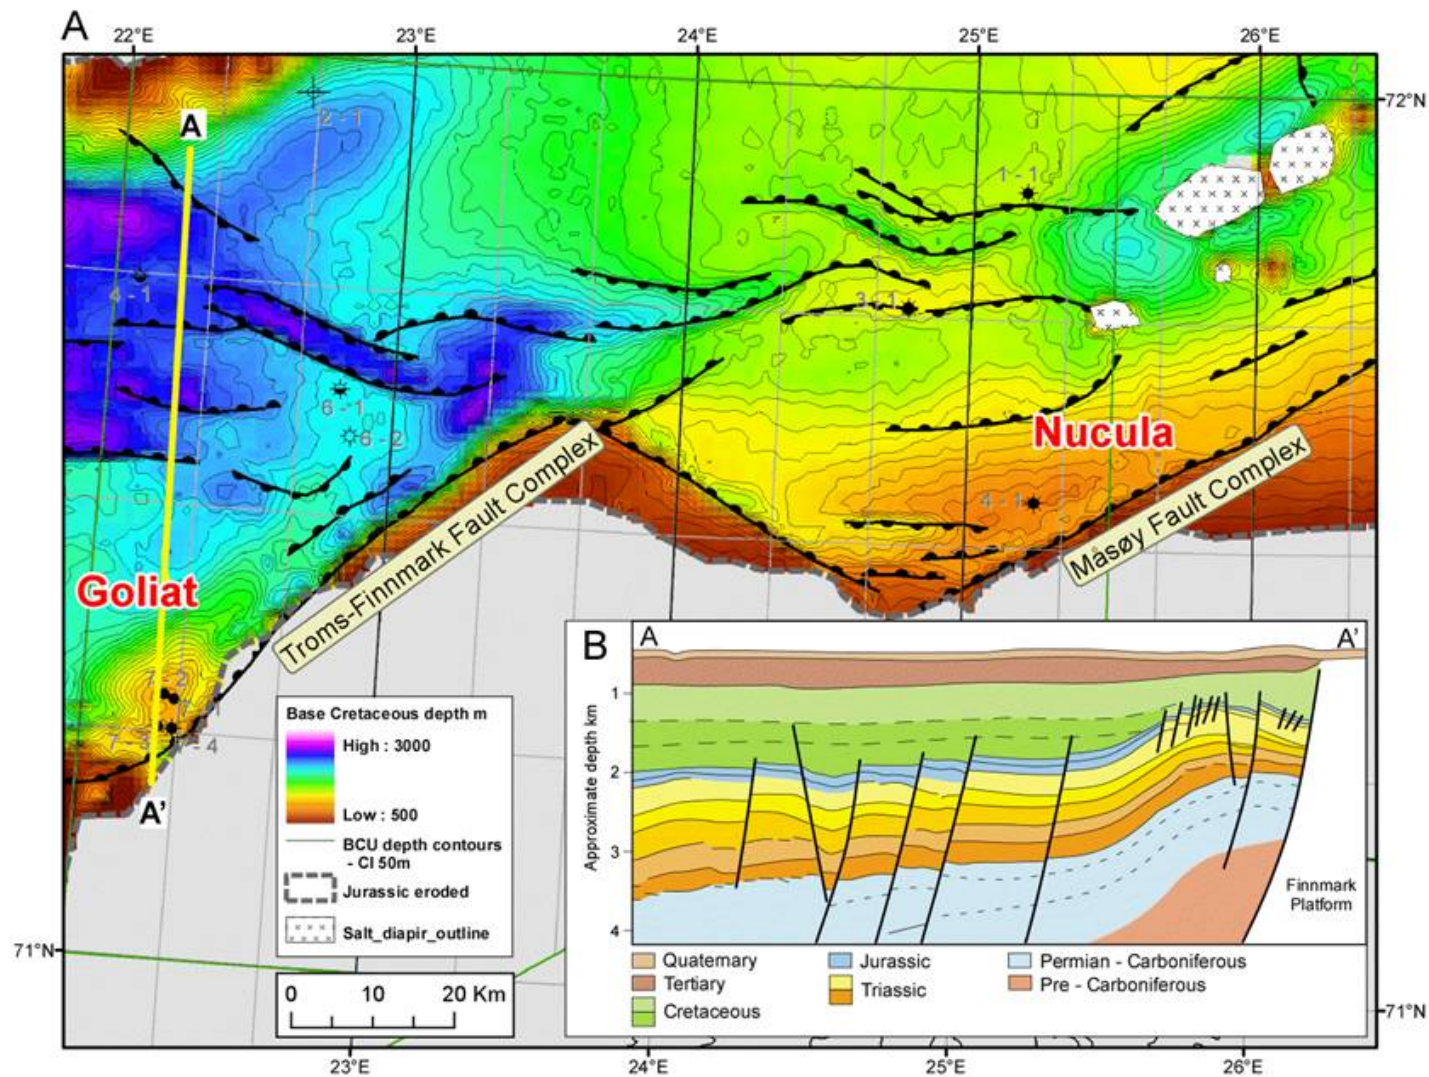 A
22°E
23°E
24°E
25°E
26°E
72°N
A
2 - 1
1 - 1
4 - 1
3 - 1
6 - 1
6 - 2
Nucula
4 - 1
Troms-Finnmark Fault Complex
Måsøy Fault Complex
Goliat
7 - 2
A'
Base Cretaceous depth m
High : 3000
Low : 500
BCU depth contours
- CI 50m
Jurassic eroded
Salt_diapir_outline
0 10 20 Km
B
A
A'
Approximate depth km
1
2
3
4
Finnmark
Platform
Quaternary
Tertiary
Cretaceous
Jurassic
Triassic
Permian - Carboniferous
Pre - Carboniferous
71°N
71°N
23°E
24°E
25°E
26°E